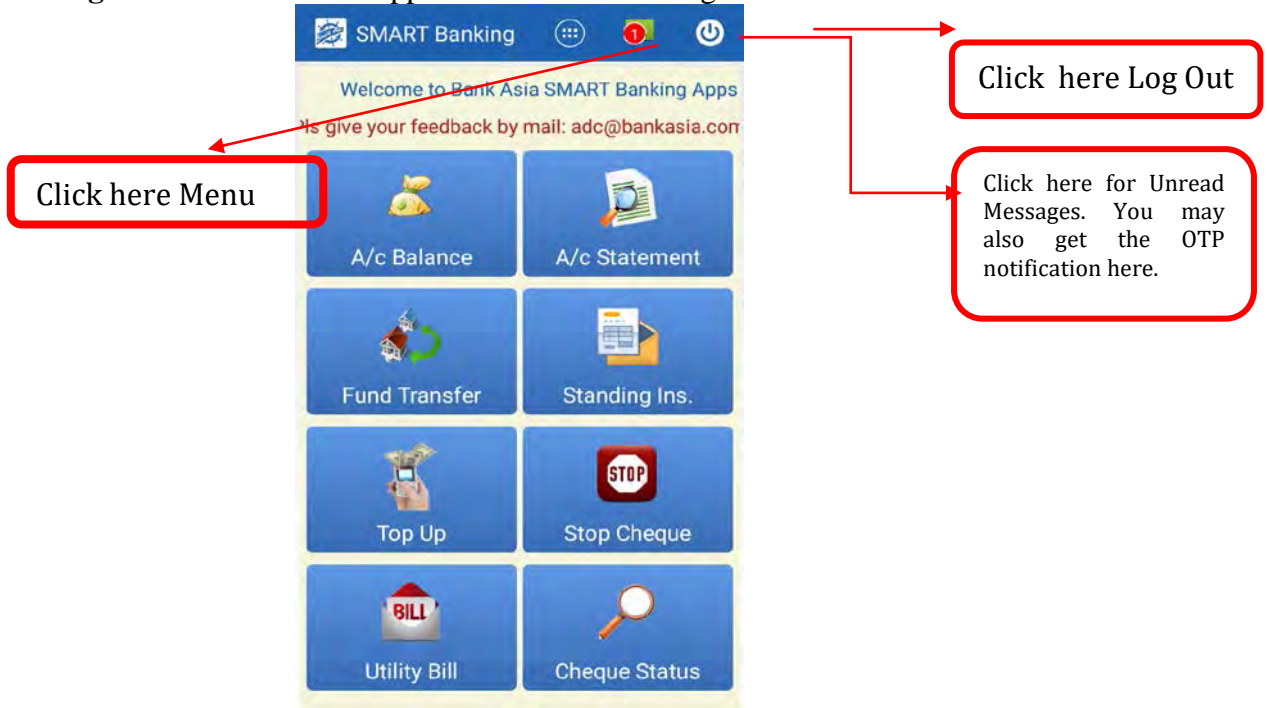 SMART Banking
1
Click here Log Out
Welcome to Bank Asia SMART Banking Apps
Pls give your feedback by mail: adc@bankasia.com
Click here Menu
Click here for Unread
Messages. You may
also get the OTP
notification here.
A/c Balance
A/c Statement
Fund Transfer
Standing Ins.
STOP
Top Up
Stop Cheque
BILL
Utility Bill
Cheque Status